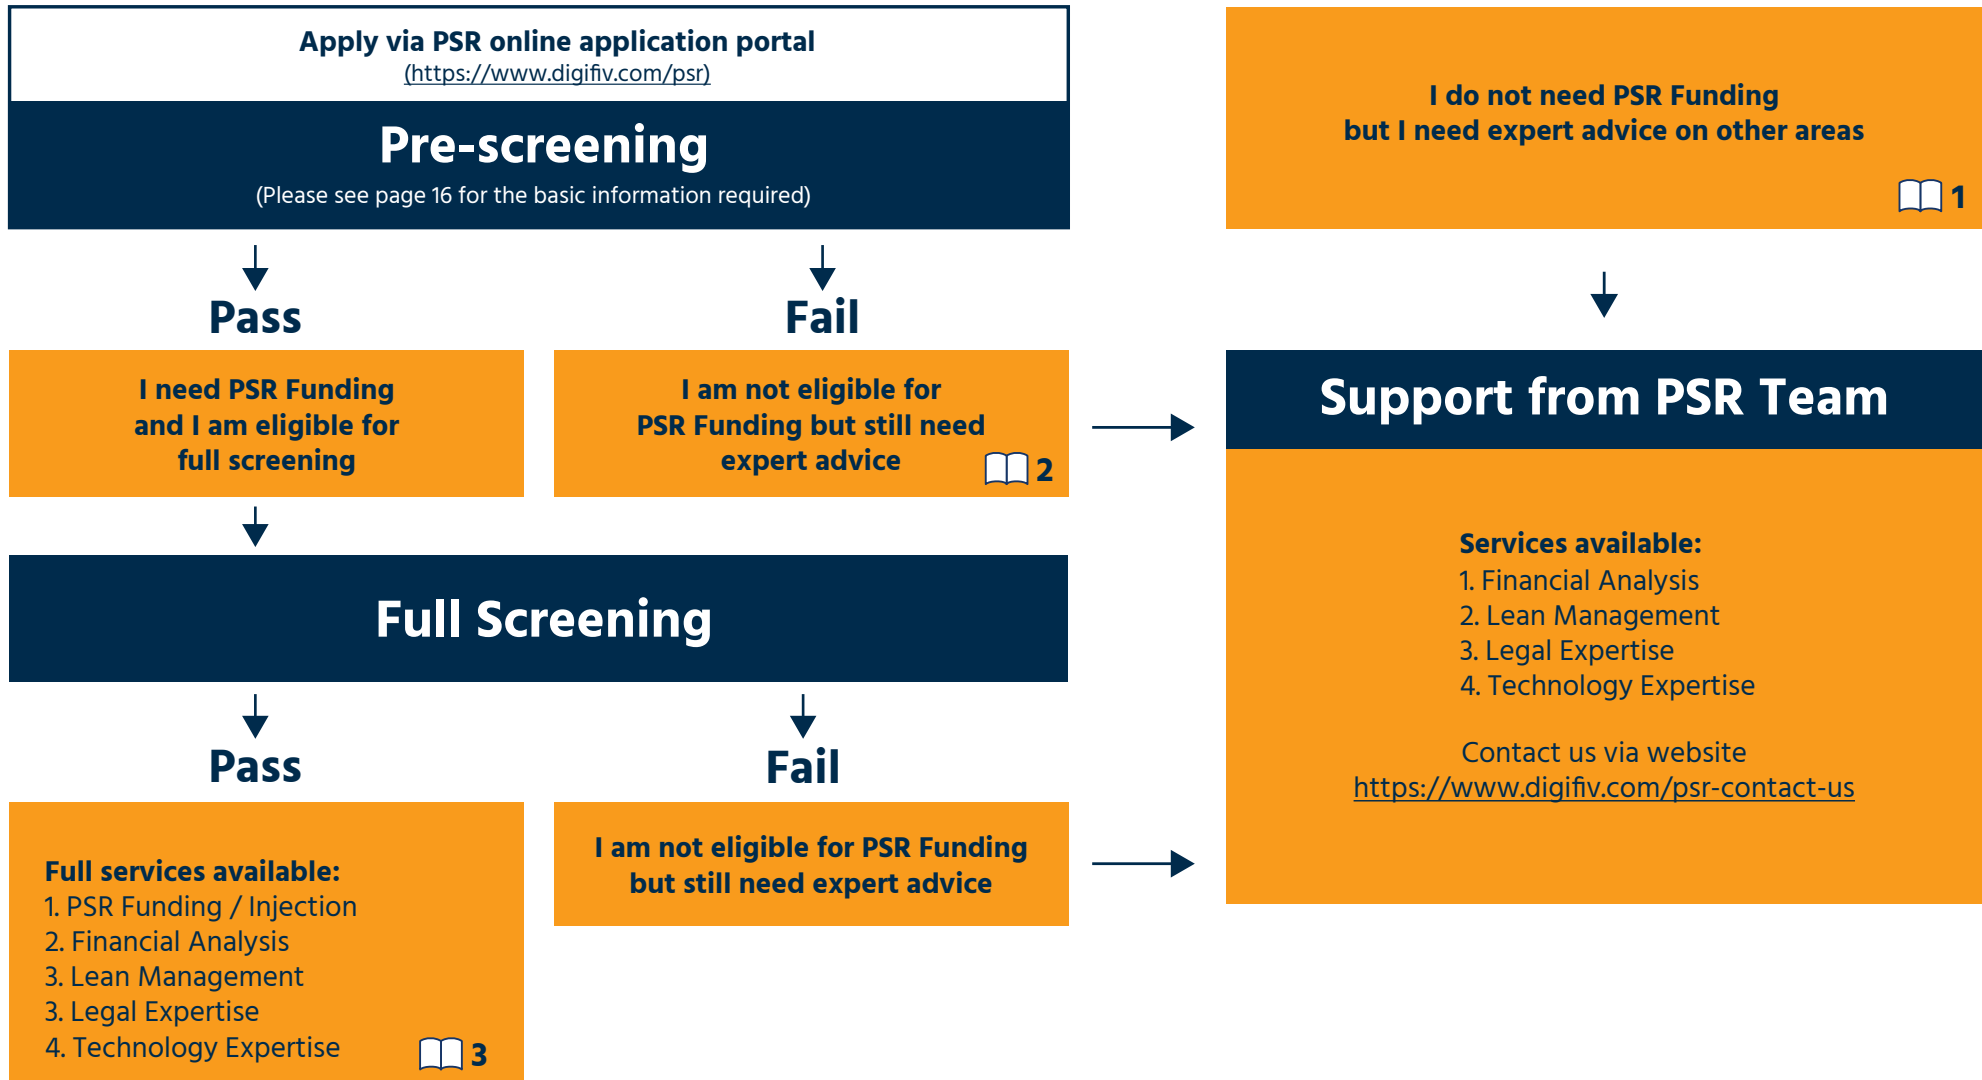 Apply via PSR online application portal
(https://www.digifiv.com/psr)
Pre-screening
(Please see page 16 for the basic information required)
I do not need PSR Funding
but I need expert advice on other areas
1
Pass
Fail
I need PSR Funding
and I am eligible for
full screening
I am not eligible for
PSR Funding but still need
expert advice
2
Support from PSR Team
Services available:
1. Financial Analysis
2. Lean Management
3. Legal Expertise
4. Technology Expertise
Contact us via website
https://www.digifiv.com/psr-contact-us
Full Screening
Pass
Fail
Full services available:
1. PSR Funding / Injection
2. Financial Analysis
3. Lean Management
3. Legal Expertise
4. Technology Expertise
3
I am not eligible for PSR Funding
but still need expert advice